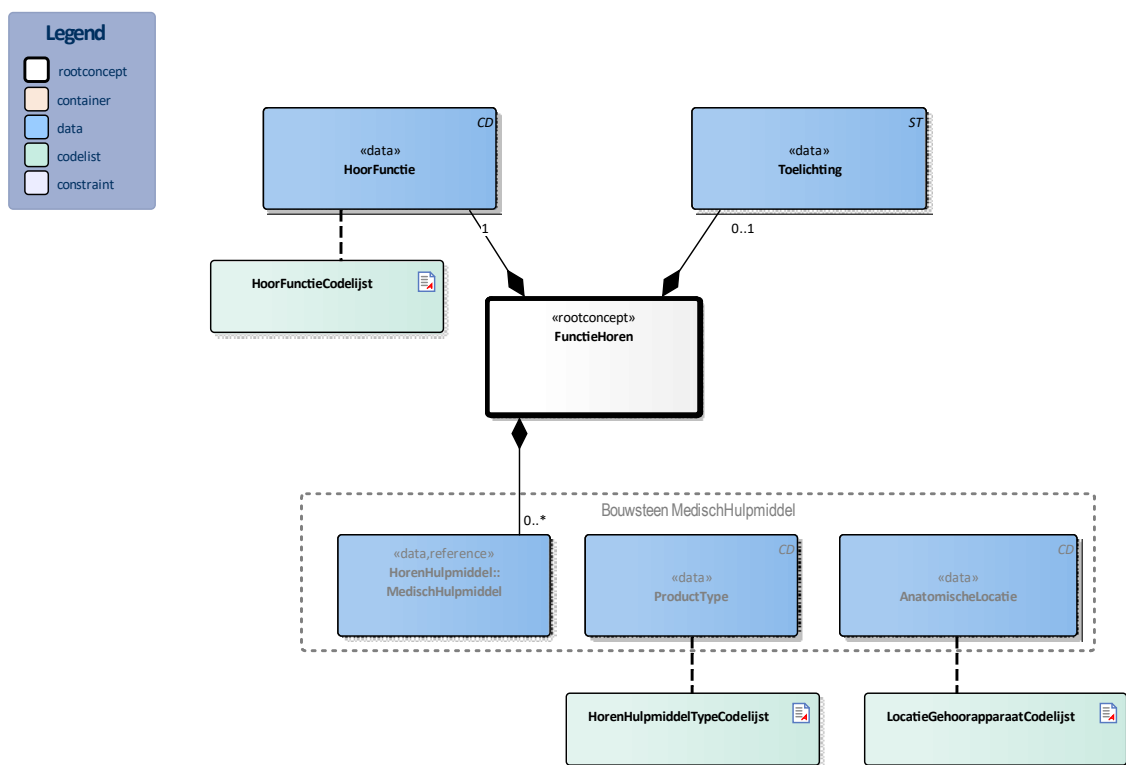 Legend
rootconcept
container
data
codelist
constraint
CD
«data»
HoorFunctie
ST
«data»
Toelichting
1
0..1
HoorFunctieCodelijst
«rootconcept»
FunctieHoren
0..*
Bouwsteen MedischHulpmiddel
«data,reference»
HorenHulpmiddel::
MedischHulpmiddel
CD
«data»
ProductType
CD
«data»
AnatomischeLocatie
HorenHulpmiddelTypeCodelijst
LocatieGehoorapparaatCodelijst